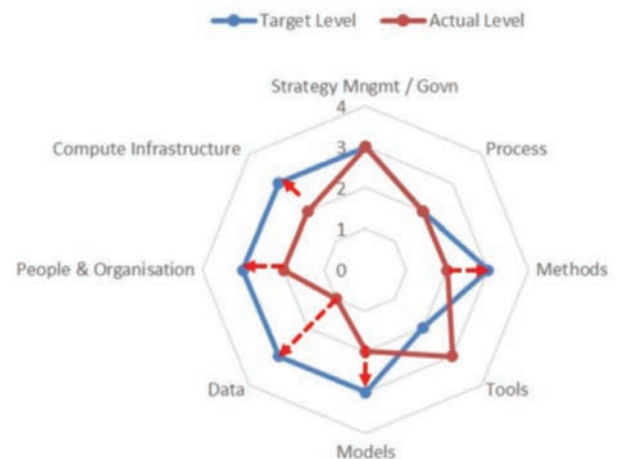 Target Level Actual Level
Strategy Mngmt / Govn
4
Compute Infrastructure Process
3
2
1
People & Organisation 0 Methods
Data Tools
Models